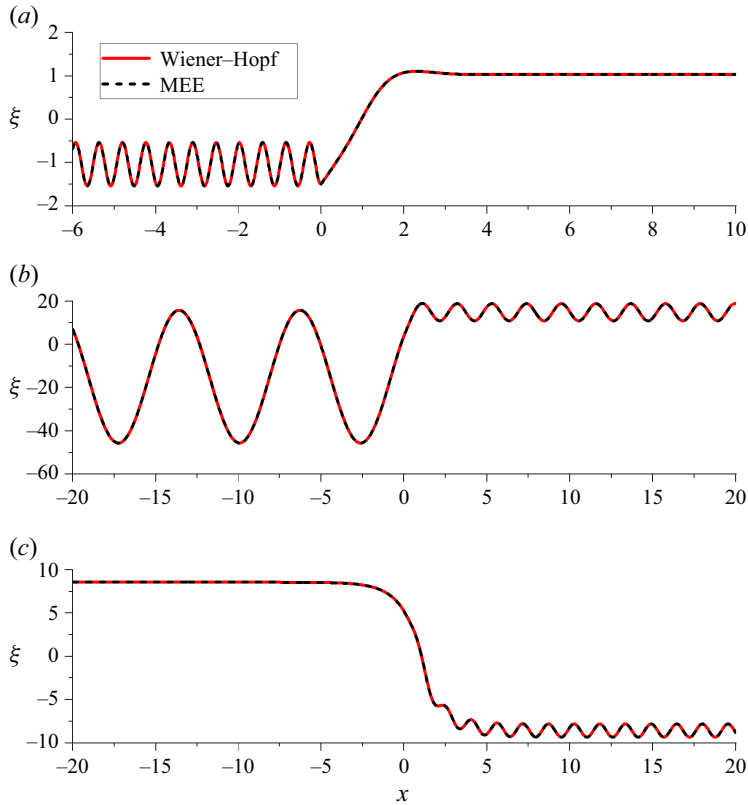 (a)
2
1
0
–1
–2
ξ
Wiener–Hopf
MEE
–6 –4 –2 0 2 4 6 8 10
(b)
20
0
–20
–40
–60
ξ
–20 –15 –10 –5 0 5 10 15 20
(c)
10
5
0
–5
–10
ξ
–20 –15 –10 –5 0 5 10 15 20
x